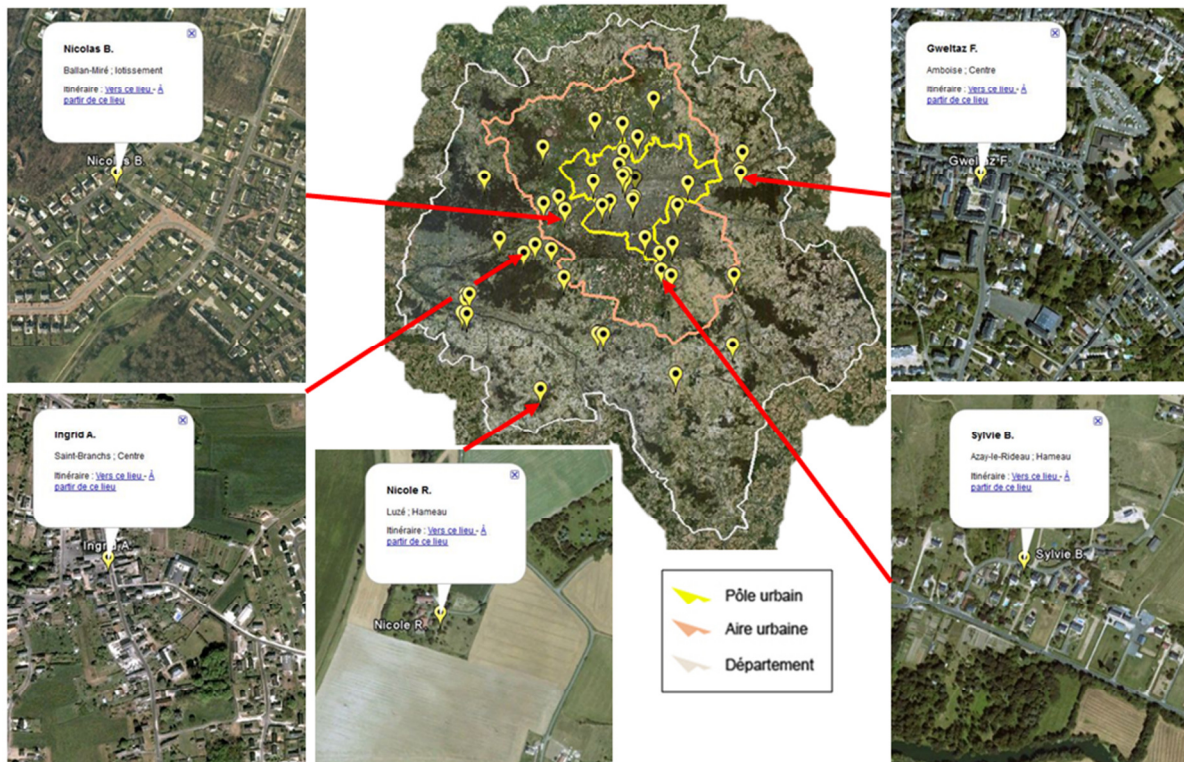 Nicolas B.
Ballan-Miré ; lotissement
Itinéraire : Vers ce lieu - À
partir de ce lieu
Nicolas B.
Gweltaz F.
Amboise ; Centre
Itinéraire : Vers ce lieu - À
partir de ce lieu
Gweltaz F.
Ingrid A.
Saint-Branchs ; Centre
Itinéraire : Vers ce lieu - À
partir de ce lieu
Ingrid A.
Nicole R.
Luzé ; Hameau
Itinéraire : Vers ce lieu - À
partir de ce lieu
Nicole R.
Sylvie B.
Azay-le-Rideau ; Hameau
Itinéraire : Vers ce lieu - À
partir de ce lieu
Sylvie B.
Pôle urbain
Aire urbaine
Département